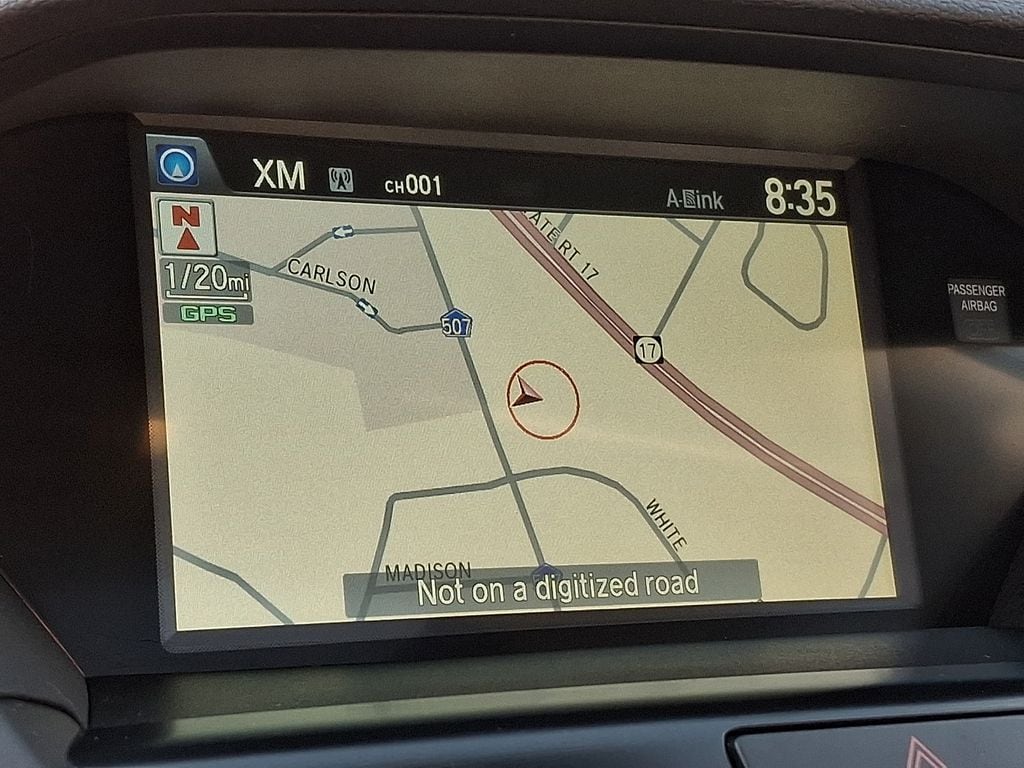 XM CH001 A-Link 8:35
N
1/20mi
GPS
CARLSON
507
ATE RT 17
17
WHITE
MADISON
Not on a digitized road
PASSENGER
AIRBAG